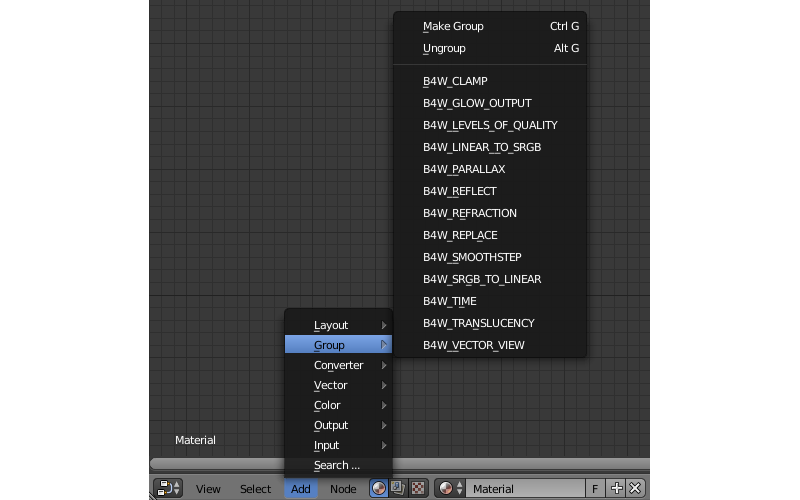 Make Group Ctrl G
Ungroup Alt G
B4W_CLAMP
B4W_GLOW_OUTPUT
B4W_LEVELS_OF_QUALITY
B4W_LINEAR_TO_SRGB
B4W_PARALLAX
B4W_REFLECT
B4W_REFRACTION
B4W_REPLACE
B4W_SMOOTHSTEP
B4W_SRGB_TO_LINEAR
B4W_TIME
B4W_TRANSLUCENCY
B4W_VECTOR_VIEW
Layout
Group
Converter
Vector
Color
Output
Input
Search ...
Material
View Select Add Node Material F